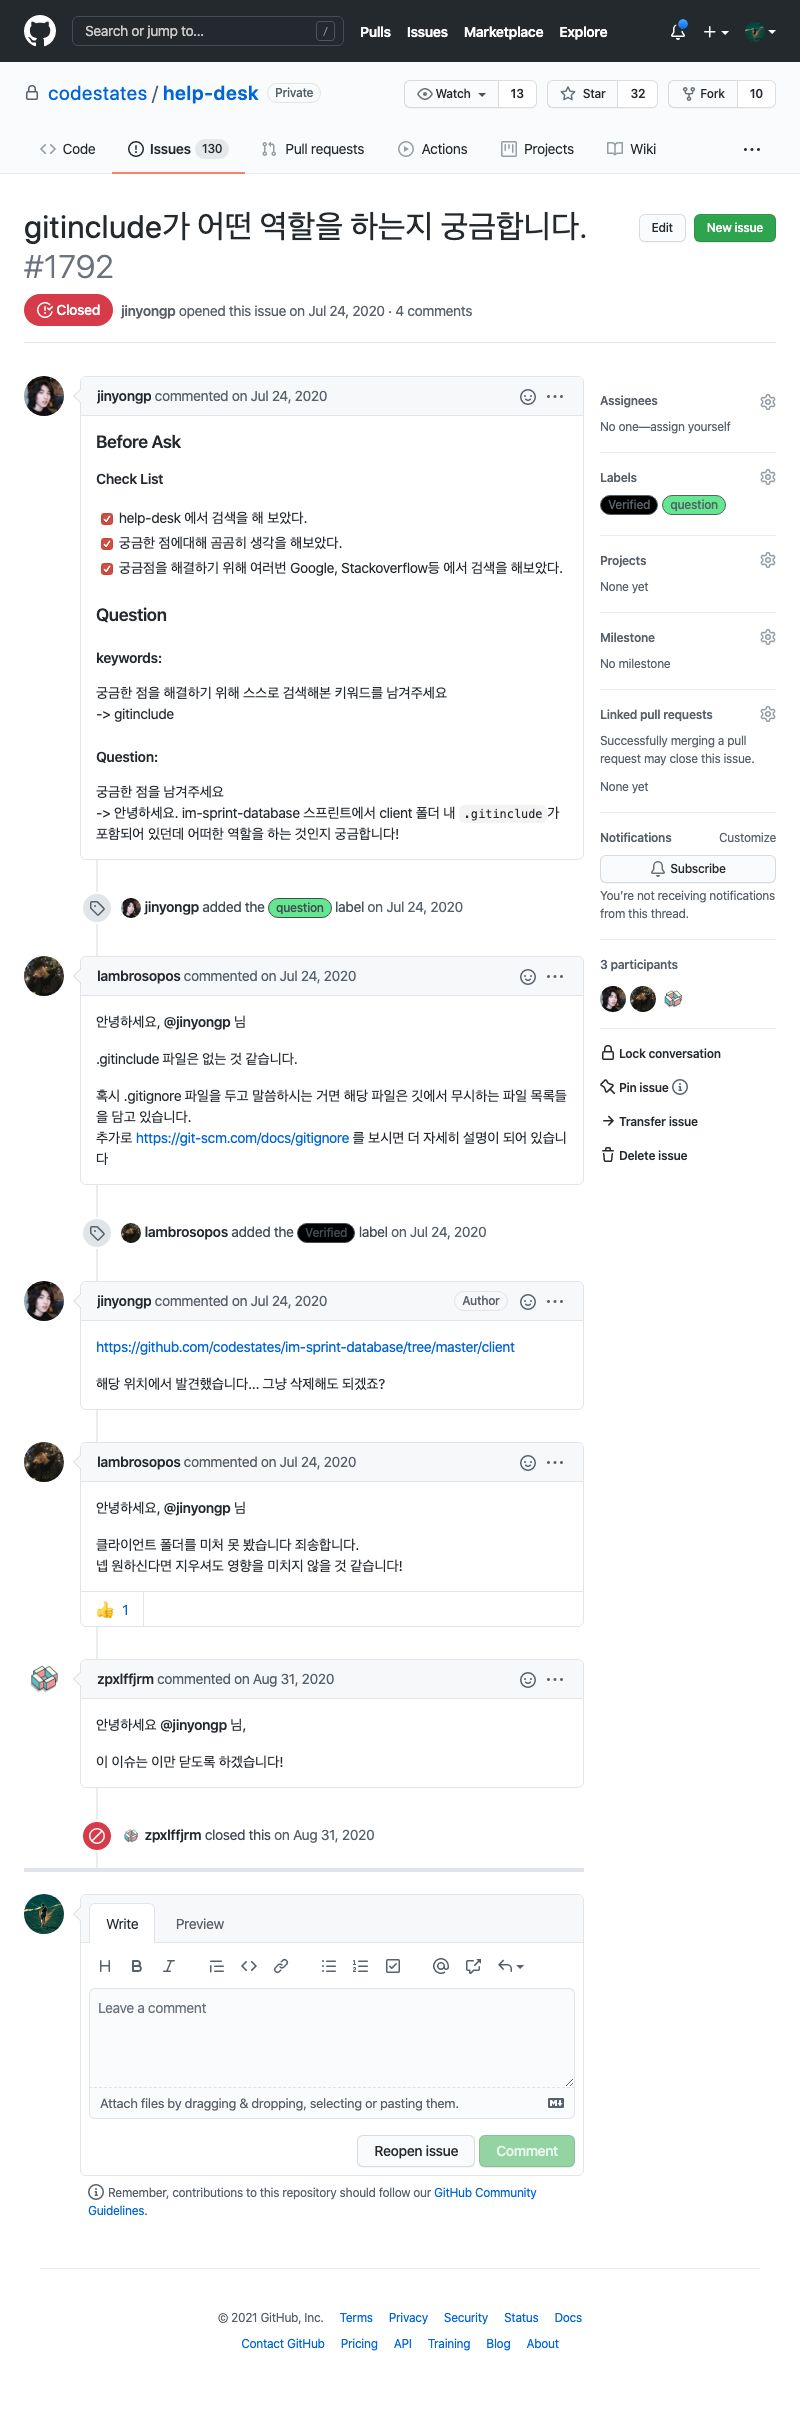 Search or jump to... /
Pulls Issues Marketplace Explore
codestates / help-desk Private
Watch 13 Star 32 Fork 10
Code Issues 130 Pull requests Actions Projects Wiki
gitinclude가 어떤 역할을 하는지 궁금합니다.
#1792
Edit New issue
Closed jinyongp opened this issue on Jul 24, 2020 · 4 comments
jinyongp commented on Jul 24, 2020
Before Ask
Check List
help-desk 에서 검색을 해 보았다.
궁금한 점에대해 곰곰히 생각을 해보았다.
궁금점을 해결하기 위해 여러번 Google, Stackoverflow등 에서 검색을 해보았다.
Question
keywords:
궁금한 점을 해결하기 위해 스스로 검색해본 키워드를 남겨주세요
-> gitinclude
Question:
궁금한 점을 남겨주세요
-> 안녕하세요. im-sprint-database 스프린트에서 client 폴더 내 .gitinclude 가
포함되어 있던데 어떠한 역할을 하는 것인지 궁금합니다!
jinyongp added the question label on Jul 24, 2020
lambrosopos commented on Jul 24, 2020
안녕하세요, @jinyongp 님
.gitinclude 파일은 없는 것 같습니다.
혹시 .gitignore 파일을 두고 말씀하시는 거면 해당 파일은 깃에서 무시하는 파일 목록들
을 담고 있습니다.
추가로 https://git-scm.com/docs/gitignore 를 보시면 더 자세히 설명이 되어 있습니
다
lambrosopos added the Verified label on Jul 24, 2020
jinyongp commented on Jul 24, 2020 Author
https://github.com/codestates/im-sprint-database/tree/master/client
해당 위치에서 발견했습니다... 그냥 삭제해도 되겠죠?
lambrosopos commented on Jul 24, 2020
안녕하세요, @jinyongp 님
클라이언트 폴더를 미처 못 봤습니다 죄송합니다.
넵 원하신다면 지우셔도 영향을 미치지 않을 것 같습니다!
👍 1
zpxlffjrm commented on Aug 31, 2020
안녕하세요 @jinyongp 님,
이 이슈는 이만 닫도록 하겠습니다!
zpxlffjrm closed this on Aug 31, 2020
Assignees
No one—assign yourself
Labels
Verified question
Projects
None yet
Milestone
No milestone
Linked pull requests
Successfully merging a pull
request may close this issue.
None yet
Notifications Customize
Subscribe
You're not receiving notifications
from this thread.
3 participants
Lock conversation
Pin issue
Transfer issue
Delete issue
Write Preview
Leave a comment
Attach files by dragging & dropping, selecting or pasting them.
Reopen issue Comment
Remember, contributions to this repository should follow our GitHub Community
Guidelines.
© 2021 GitHub, Inc. Terms Privacy Security Status Docs
Contact GitHub Pricing API Training Blog About